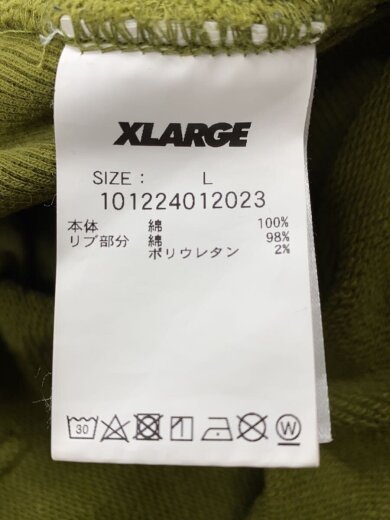 XLARGE
SIZE: L
101224012023
本体 綿 100%
リブ部分 綿 98%
ポリウレタン 2%
30 W